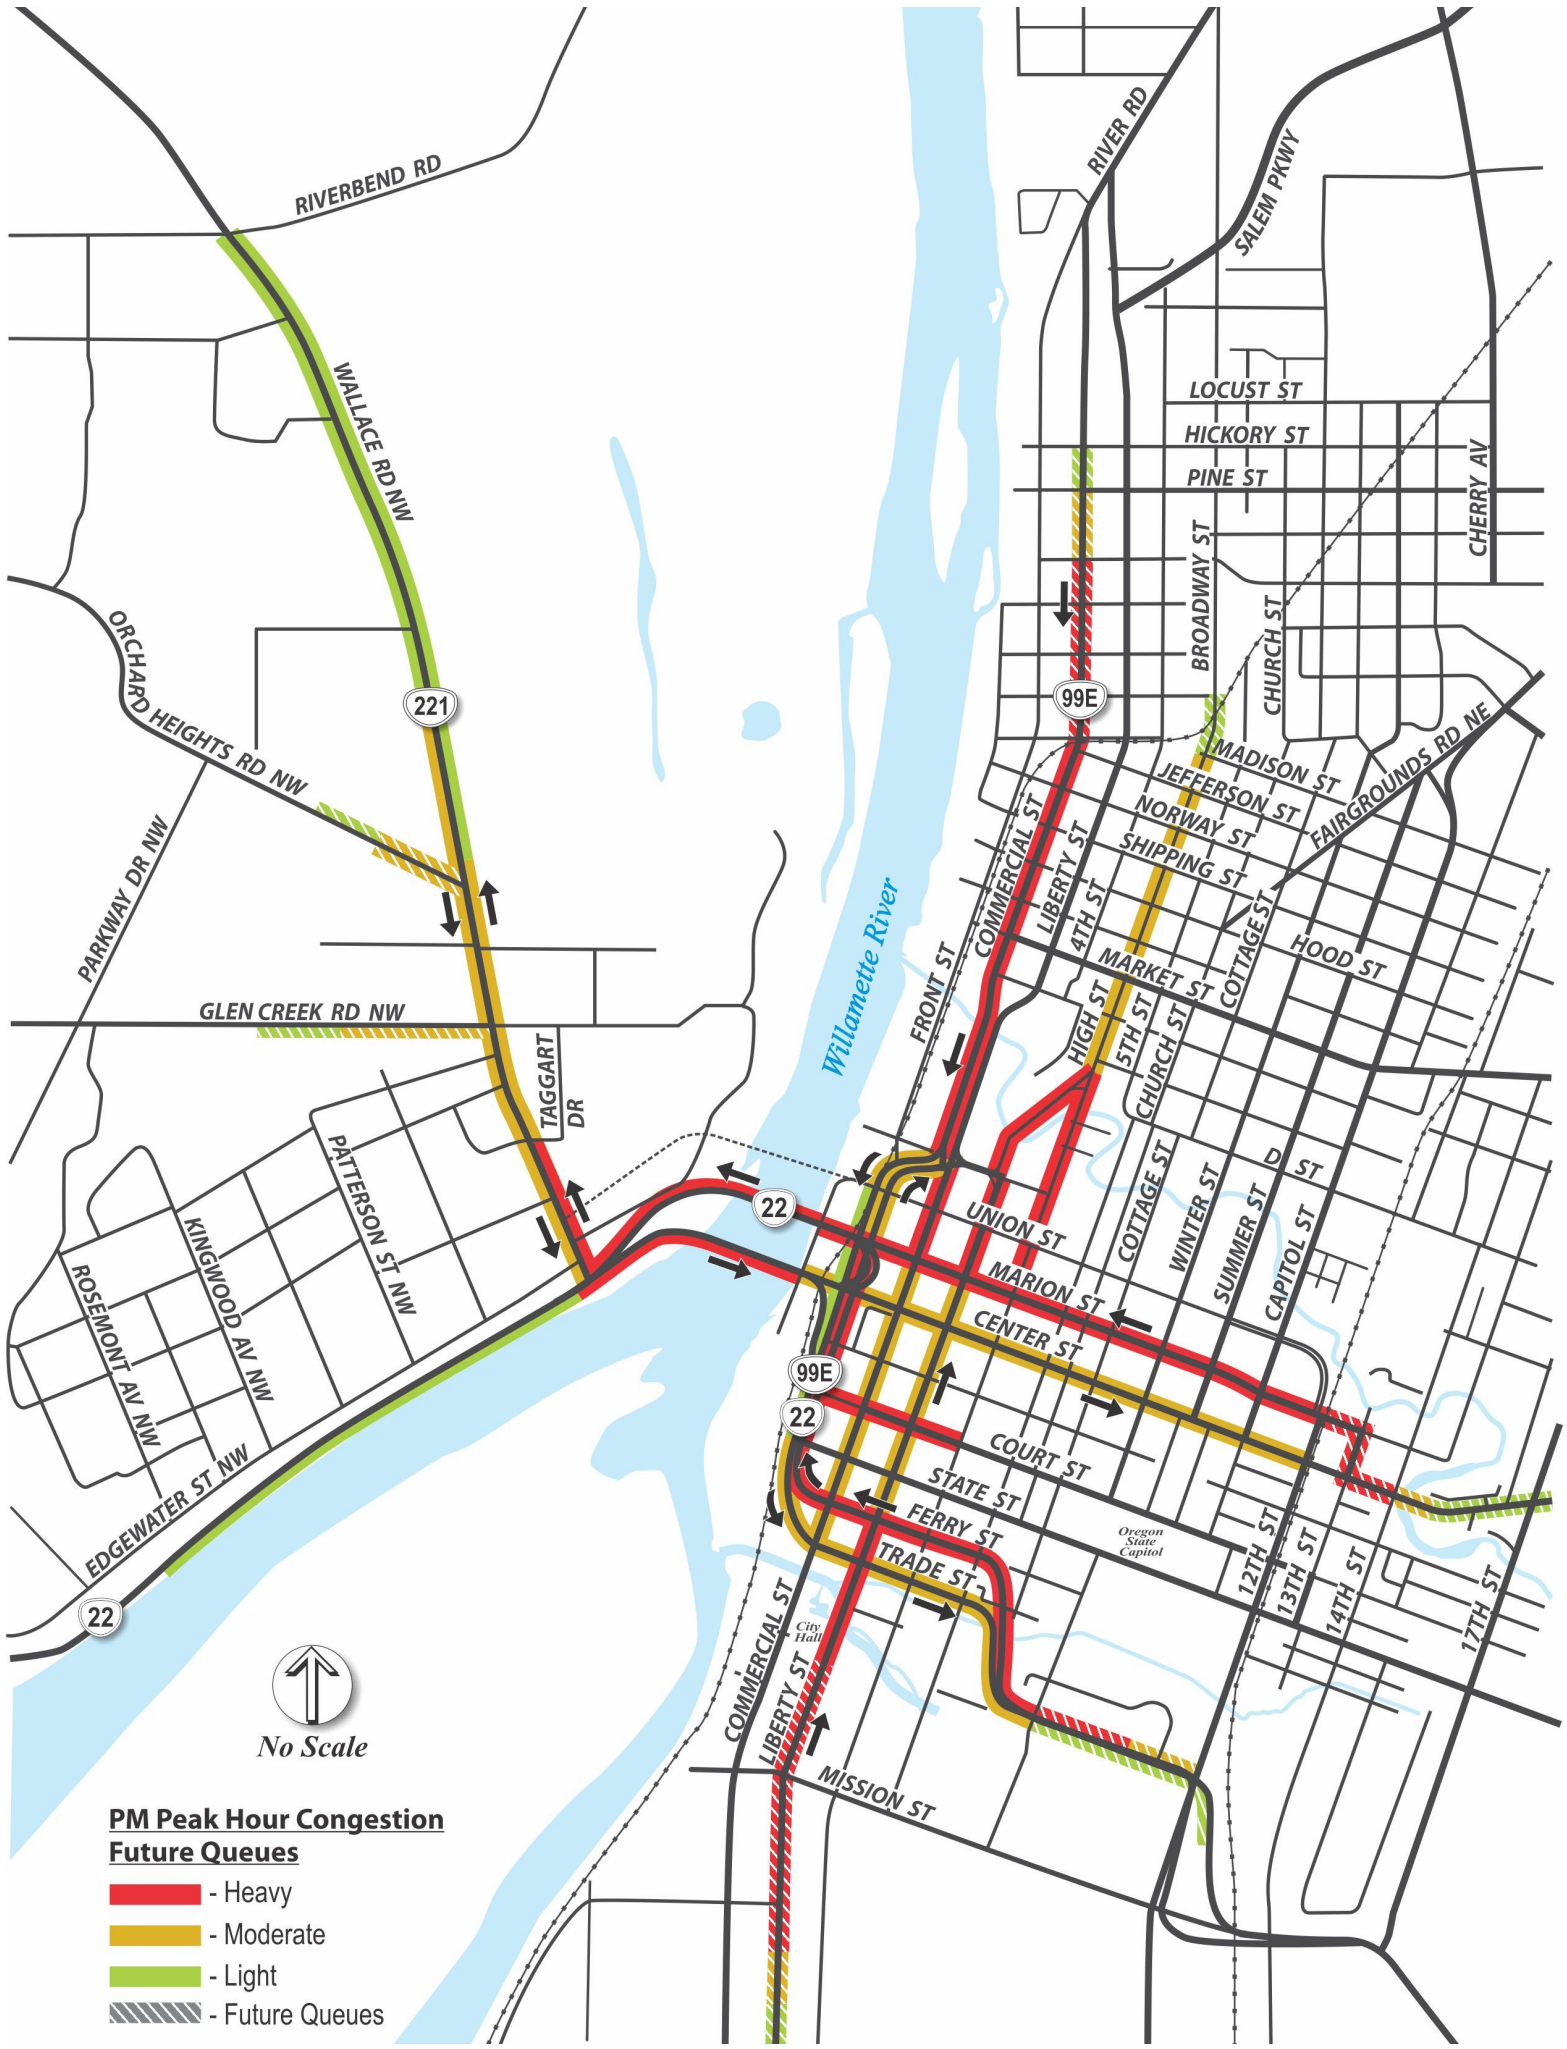 RIVER RD
RIVERBEND RD
SALEM PKWY
WALLACE RD NW
LOCUST ST
HICKORY ST
PINE ST
CHERRY AV
BROADWAY ST
CHURCH ST
ORCHARD HEIGHTS RD NW
221
99E
FAIRGROUNDS RD NE
MADISON ST
JEFFERSON ST
NORWAY ST
SHIPPING ST
COMMERCIAL ST
LIBERTY ST
4TH ST
PARKWAY DR NW
Willamette River
FRONT ST
MARKET ST
COTTAGE ST
HOOD ST
GLEN CREEK RD NW
TAGGART
DR
HIGH ST
5TH ST
CHURCH ST
PATTERSON ST NW
KINGWOOD AV NW
ROSEMONT AV NW
22
UNION ST
COTTAGE ST
WINTER ST
SUMMER ST
CAPITOL ST
D ST
MARION ST
CENTER ST
99E
22
COURT ST
STATE ST
FERRY ST
TRADE ST
Oregon
State
Capitol
EDGEWATER ST NW
22
12TH ST
13TH ST
14TH ST
17TH ST
City
Hall
COMMERCIAL ST
LIBERTY ST
MISSION ST
No Scale
PM Peak Hour Congestion
Future Queues
- Heavy
- Moderate
- Light
- Future Queues